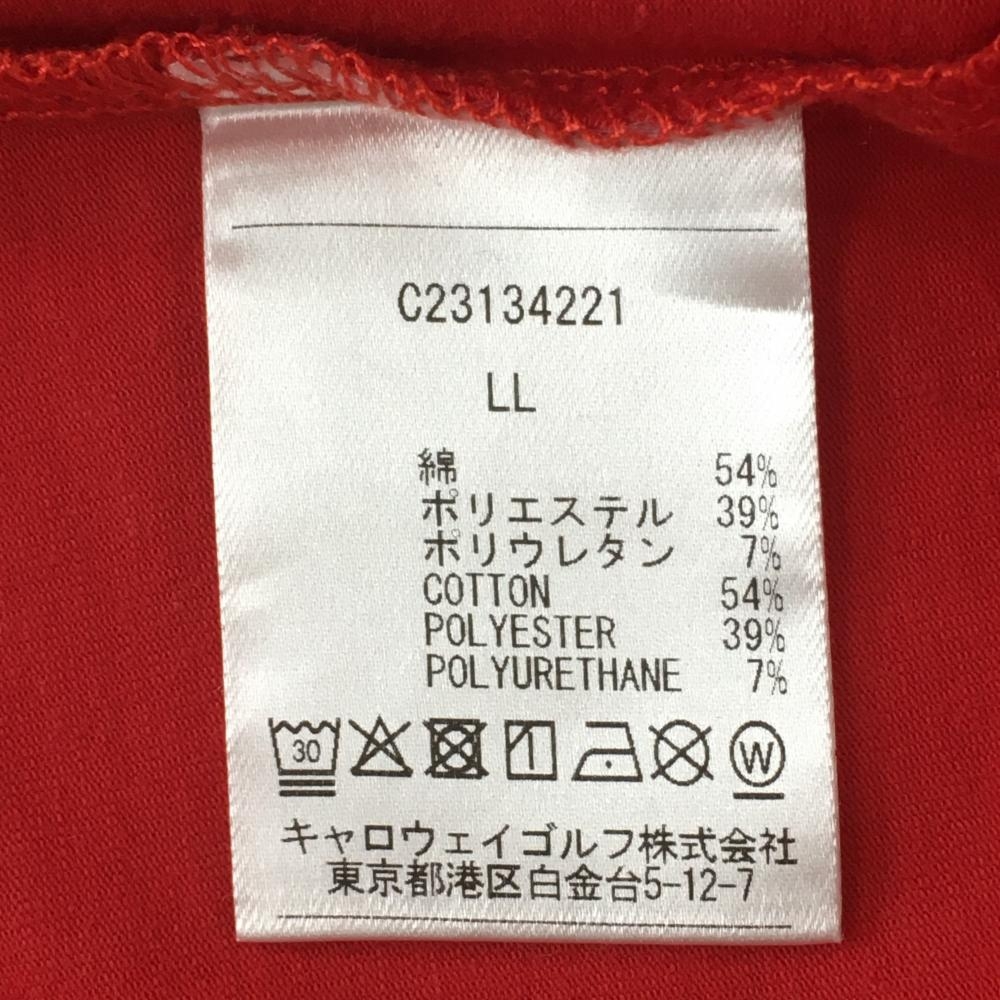 C23134221
LL
綿 54%
ポリエステル 39%
ポリウレタン 7%
COTTON 54%
POLYESTER 39%
POLYURETHANE 7%
30 W
キャロウェイゴルフ株式会社
東京都港区白金台5-12-7